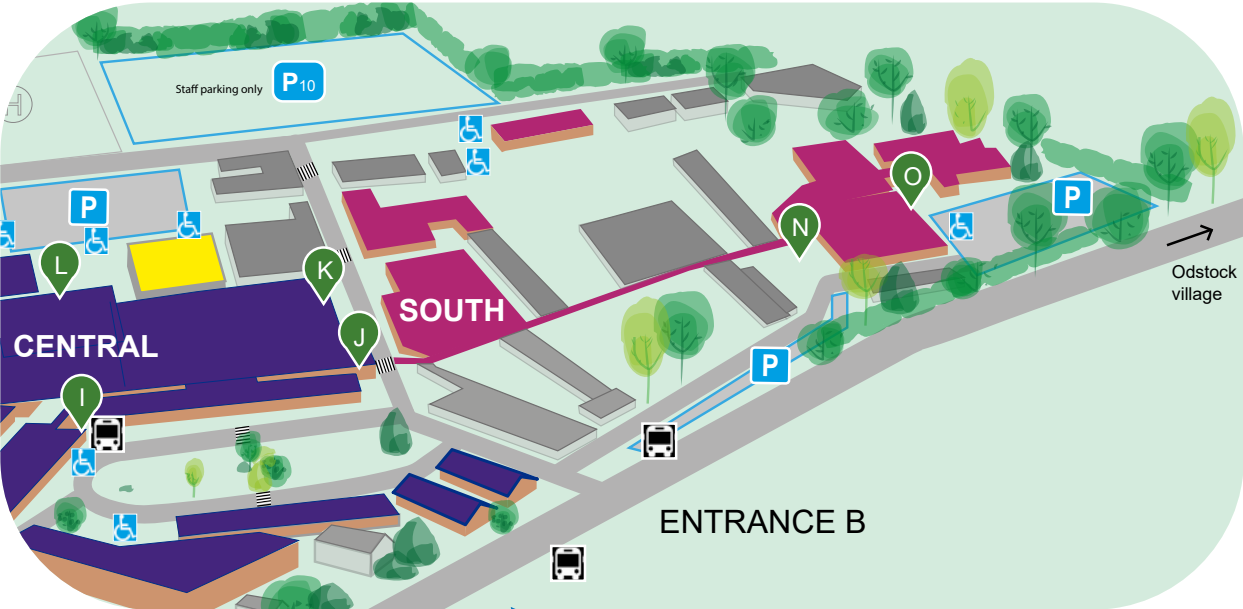 Staff parking only
P10
H
P
O
P
N
L
K
SOUTH
Odstock
village
J
CENTRAL
P
I
ENTRANCE B